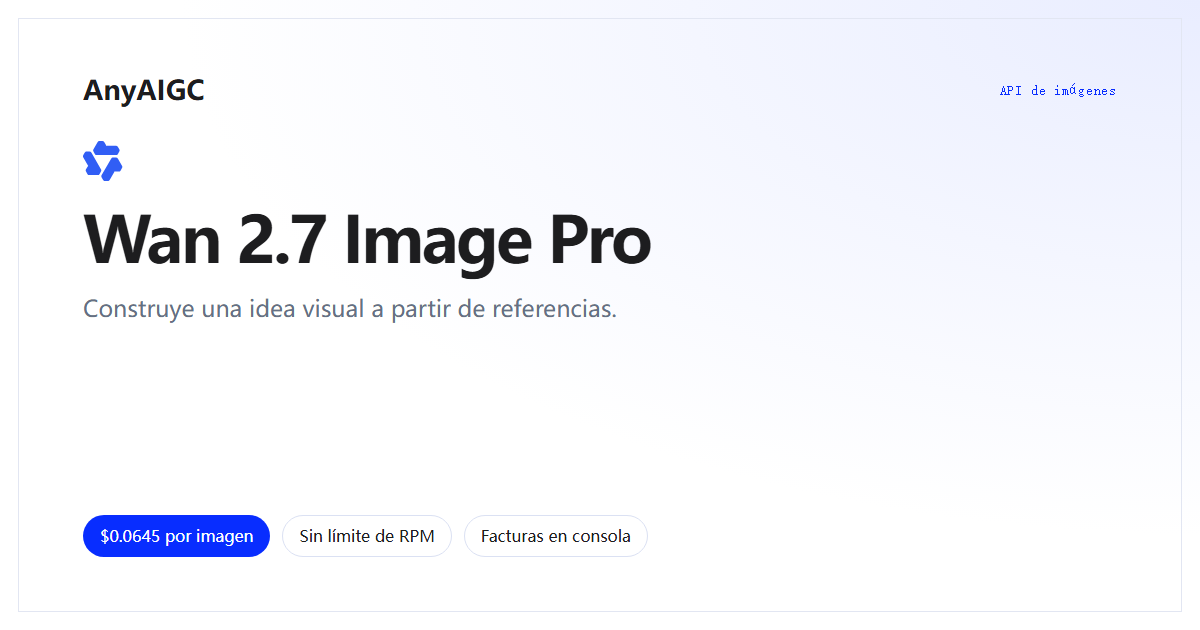 AnyAIGC
API de imágenes
Wan 2.7 Image Pro
Construye una idea visual a partir de referencias.
$0.0645 por imagen
Sin límite de RPM
Facturas en consola